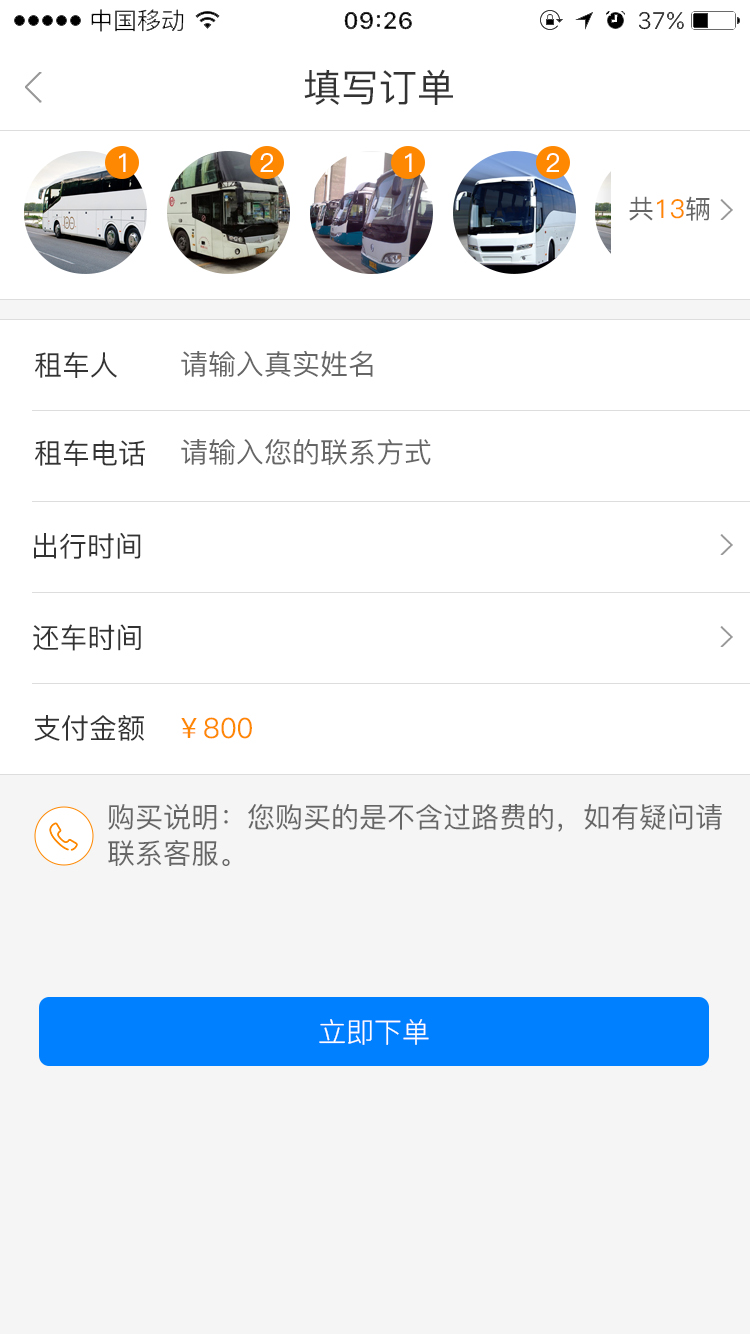 中国移动 09:26 37%
填写订单
1 2 1 2
共13辆
租车人 请输入真实姓名
租车电话 请输入您的联系方式
出行时间
还车时间
支付金额 ¥800
购买说明：您购买的是不含过路费的，如有疑问请
联系客服。
立即下单